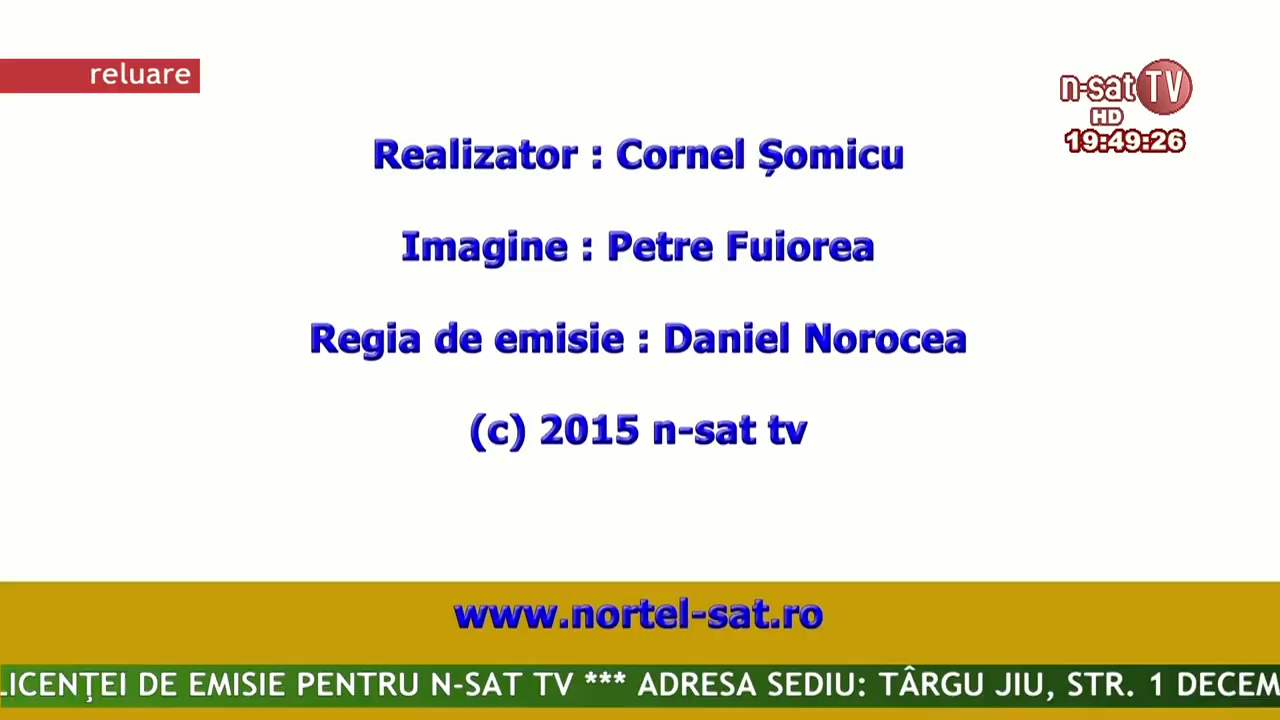 reluare
n-sat TV
HD
19:49:26
Realizator : Cornel Șomicu
Imagine : Petre Fuiorea
Regia de emisie : Daniel Norocea
(c) 2015 n-sat tv
www.nortel-sat.ro
LICENŢEI DE EMISIE PENTRU N-SAT TV *** ADRESA SEDIU: TÂRGU JIU, STR. 1 DECEM